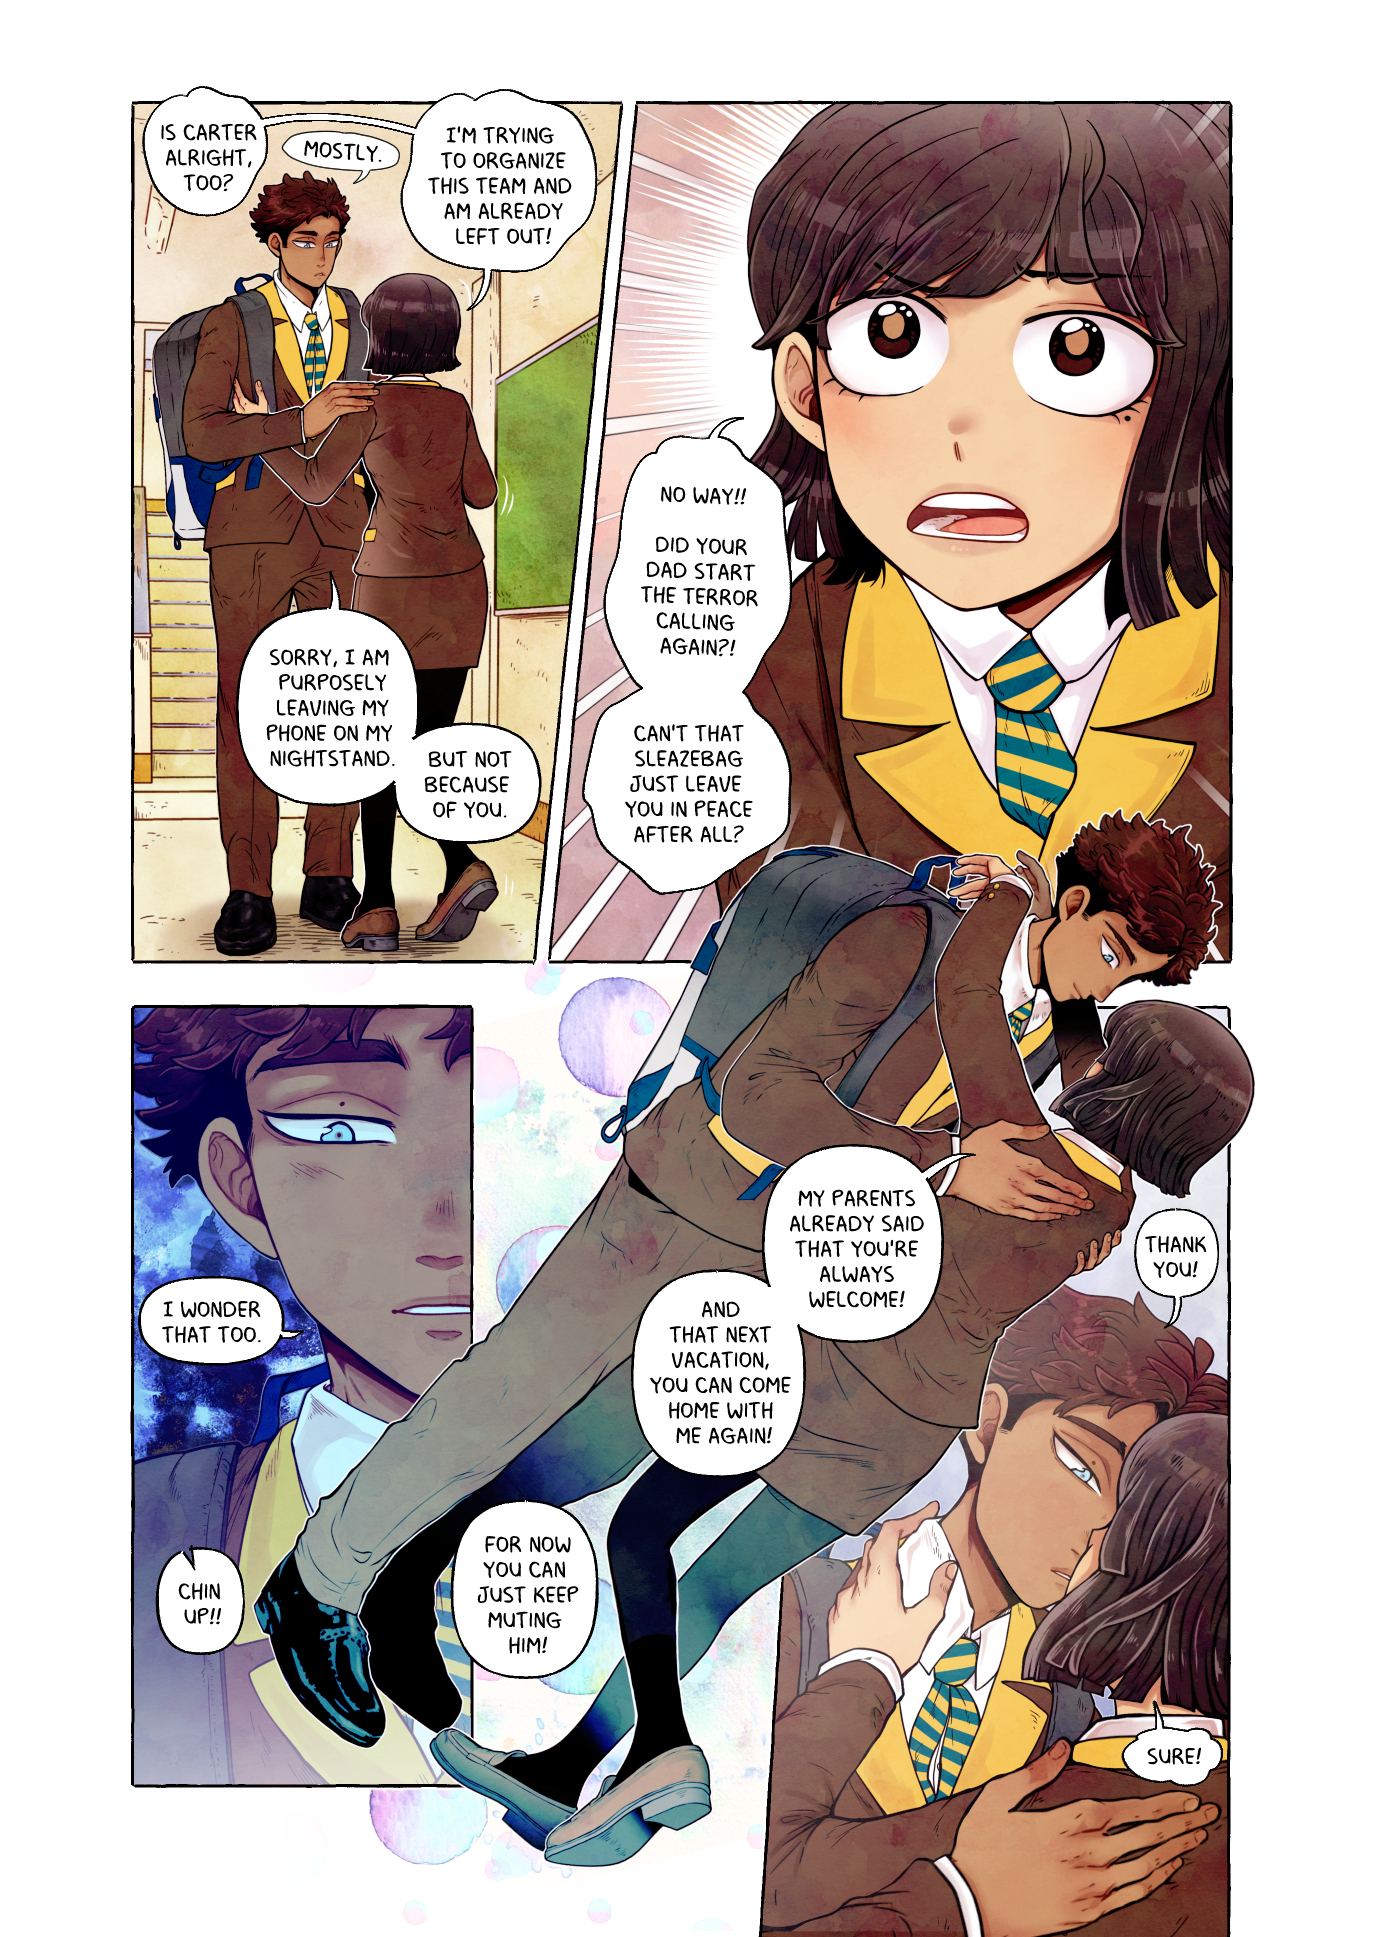 IS CARTER
ALRIGHT,
TOO?
MOSTLY.
I'M TRYING
TO ORGANIZE
THIS TEAM AND
AM ALREADY
LEFT OUT!
SORRY, I AM
PURPOSELY
LEAVING MY
PHONE ON MY
NIGHTSTAND.
BUT NOT
BECAUSE
OF YOU.
NO WAY!!
DID YOUR
DAD START
THE TERROR
CALLING
AGAIN?!
CAN'T THAT
SLEAZEBAG
JUST LEAVE
YOU IN PEACE
AFTER ALL?
I WONDER
THAT TOO.
CHIN
UP!!
MY PARENTS
ALREADY SAID
THAT YOU'RE
ALWAYS
WELCOME!
AND
THAT NEXT
VACATION,
YOU CAN COME
HOME WITH
ME AGAIN!
FOR NOW
YOU CAN
JUST KEEP
MUTING
HIM!
THANK
YOU!
SURE!